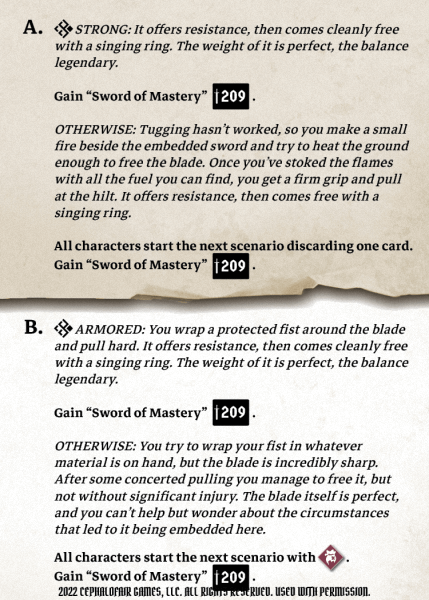 A. STRONG: It offers resistance, then comes cleanly free
with a singing ring. The weight of it is perfect, the balance
legendary.
Gain “Sword of Mastery” 209 .
OTHERWISE: Tugging hasn’t worked, so you make a small
fire beside the embedded sword and try to heat the ground
enough to free the blade. Once you’ve stoked the flames
with all the fuel you can find, you get a firm grip and pull
at the hilt. It offers resistance, then comes free with a
singing ring.
All characters start the next scenario discarding one card.
Gain “Sword of Mastery” 209 .
B. ARMORED: You wrap a protected fist around the blade
and pull hard. It offers resistance, then comes cleanly free
with a singing ring. The weight of it is perfect, the balance
legendary.
Gain “Sword of Mastery” 209 .
OTHERWISE: You try to wrap your fist in whatever
material is on hand, but the blade is incredibly sharp.
After some concerted pulling you manage to free it, but
not without significant injury. The blade itself is perfect,
and you can’t help but wonder about the circumstances
that led to it being embedded here.
All characters start the next scenario with .
Gain “Sword of Mastery” 209 .
2022 CEPHALOFAIR GAMES, LLC. ALL RIGHTS RESERVED. USED WITH PERMISSION.